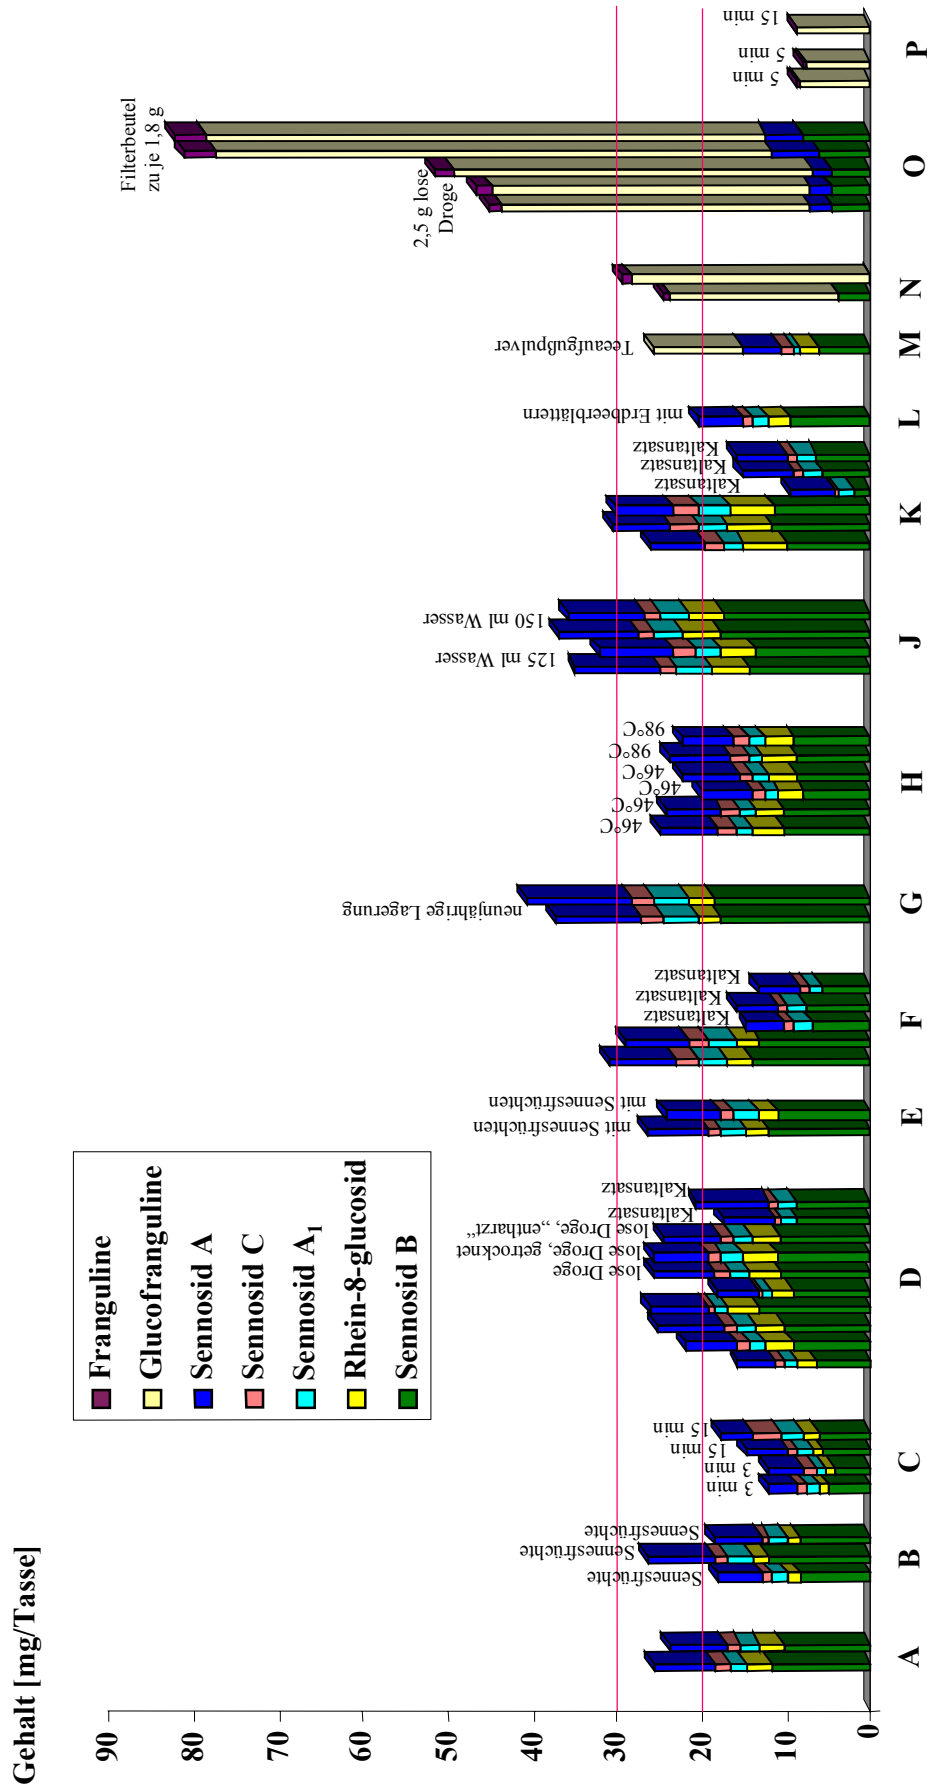 Gehalt [mg/Tasse]
90
80
70
60
50
40
30
20
10
0
Franguline
Glucofranguline
Sennosid A
Sennosid C
Sennosid A1
Rhein-8-glucosid
Sennosid B
Sennesfrüchte
Sennesfrüchte
Sennesfrüchte
3 min
3 min
15 min
15 min
lose Droge
lose Droge, getrocknet
lose Droge, „entharzt“
Kaltansatz
Kaltansatz
mit Sennesfrüchten
mit Sennesfrüchten
Kaltansatz
Kaltansatz
Kaltansatz
neunjährige Lagerung
46°C
46°C
46°C
46°C
98°C
98°C
125 ml Wasser
150 ml Wasser
Kaltansatz
Kaltansatz
Kaltansatz
mit Erdbeerblättern
Teeaufgußpulver
2,5 g lose
Droge
Filterbeutel
zu je 1,8 g
5 min
5 min
15 min
A
B
C
D
E
F
G
H
J
K
L
M
N
O
P